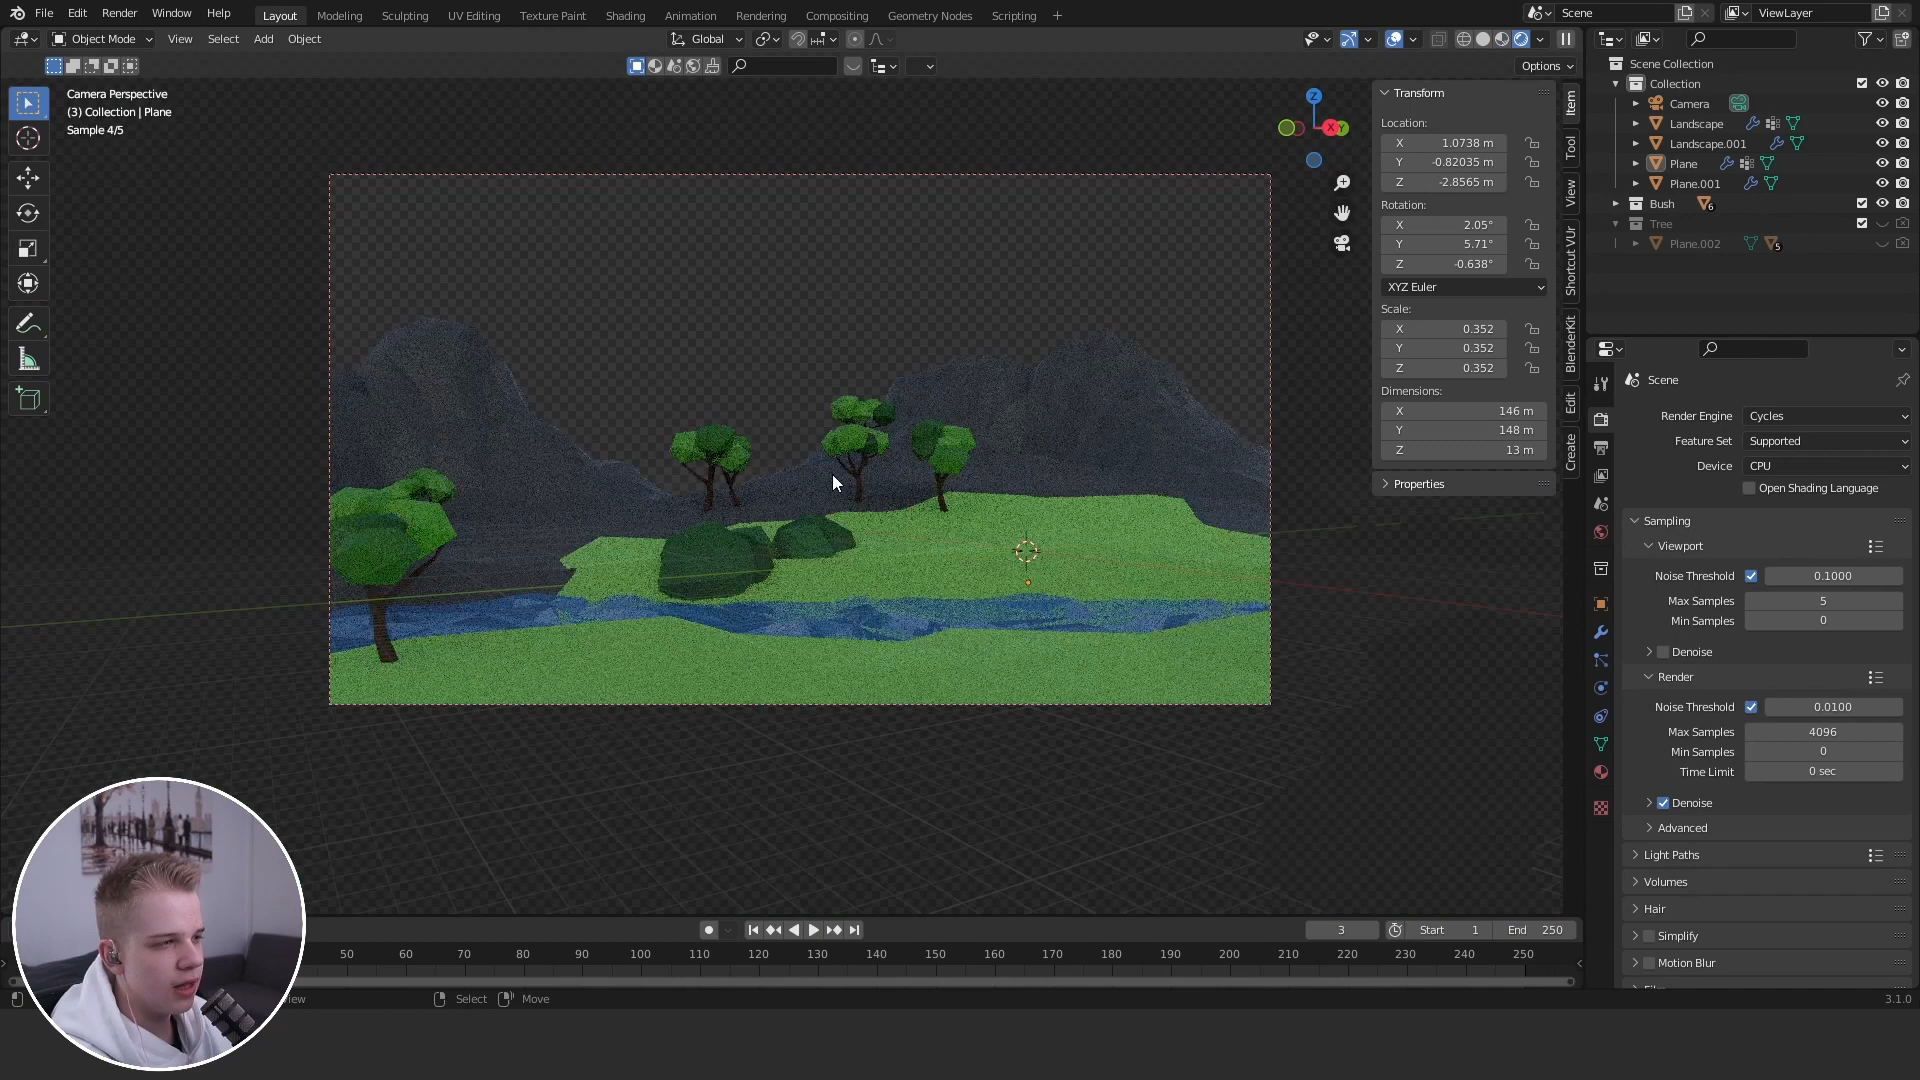 File Edit Render Window Help Layout Modeling Sculpting UV Editing Texture Paint Shading Animation Rendering Compositing Geometry Nodes Scripting + Scene ViewLayer
Object Mode View Select Add Object Global
Options
Camera Perspective
(3) Collection | Plane
Sample 4/5
Z
X Y
Transform
Location:
X 1.0738 m
Y -0.82035 m
Z -2.8565 m
Rotation:
X 2.05°
Y 5.71°
Z -0.638°
XYZ Euler
Scale:
X 0.352
Y 0.352
Z 0.352
Dimensions:
X 146 m
Y 148 m
Z 13 m
Properties
Item
Tool
View
Shortcut VUr
BlenderKit
Edit
Create
Scene Collection
Collection
Camera
Landscape
Landscape.001
Plane
Plane.001
Bush 6
Tree
Plane.002 5
Scene
Render Engine Cycles
Feature Set Supported
Device CPU
Open Shading Language
Sampling
Viewport
Noise Threshold 0.1000
Max Samples 5
Min Samples 0
Denoise
Render
Noise Threshold 0.0100
Max Samples 4096
Min Samples 0
Time Limit 0 sec
Denoise
Advanced
Light Paths
Volumes
Hair
Simplify
Motion Blur
3 Start 1 End 250
50 60 70 80 90 100 110 120 130 140 150 160 170 180 190 200 210 220 230 240 250
Select Move
3.1.0